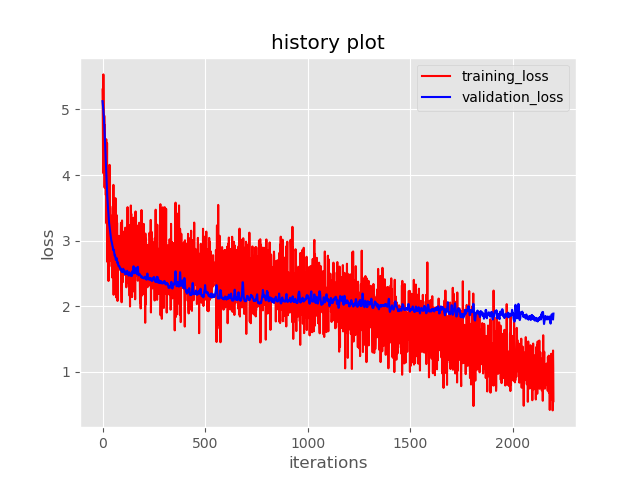 history plot
training_loss
validation_loss
5
4
3
2
1
loss
0
500
1000
1500
2000
iterations